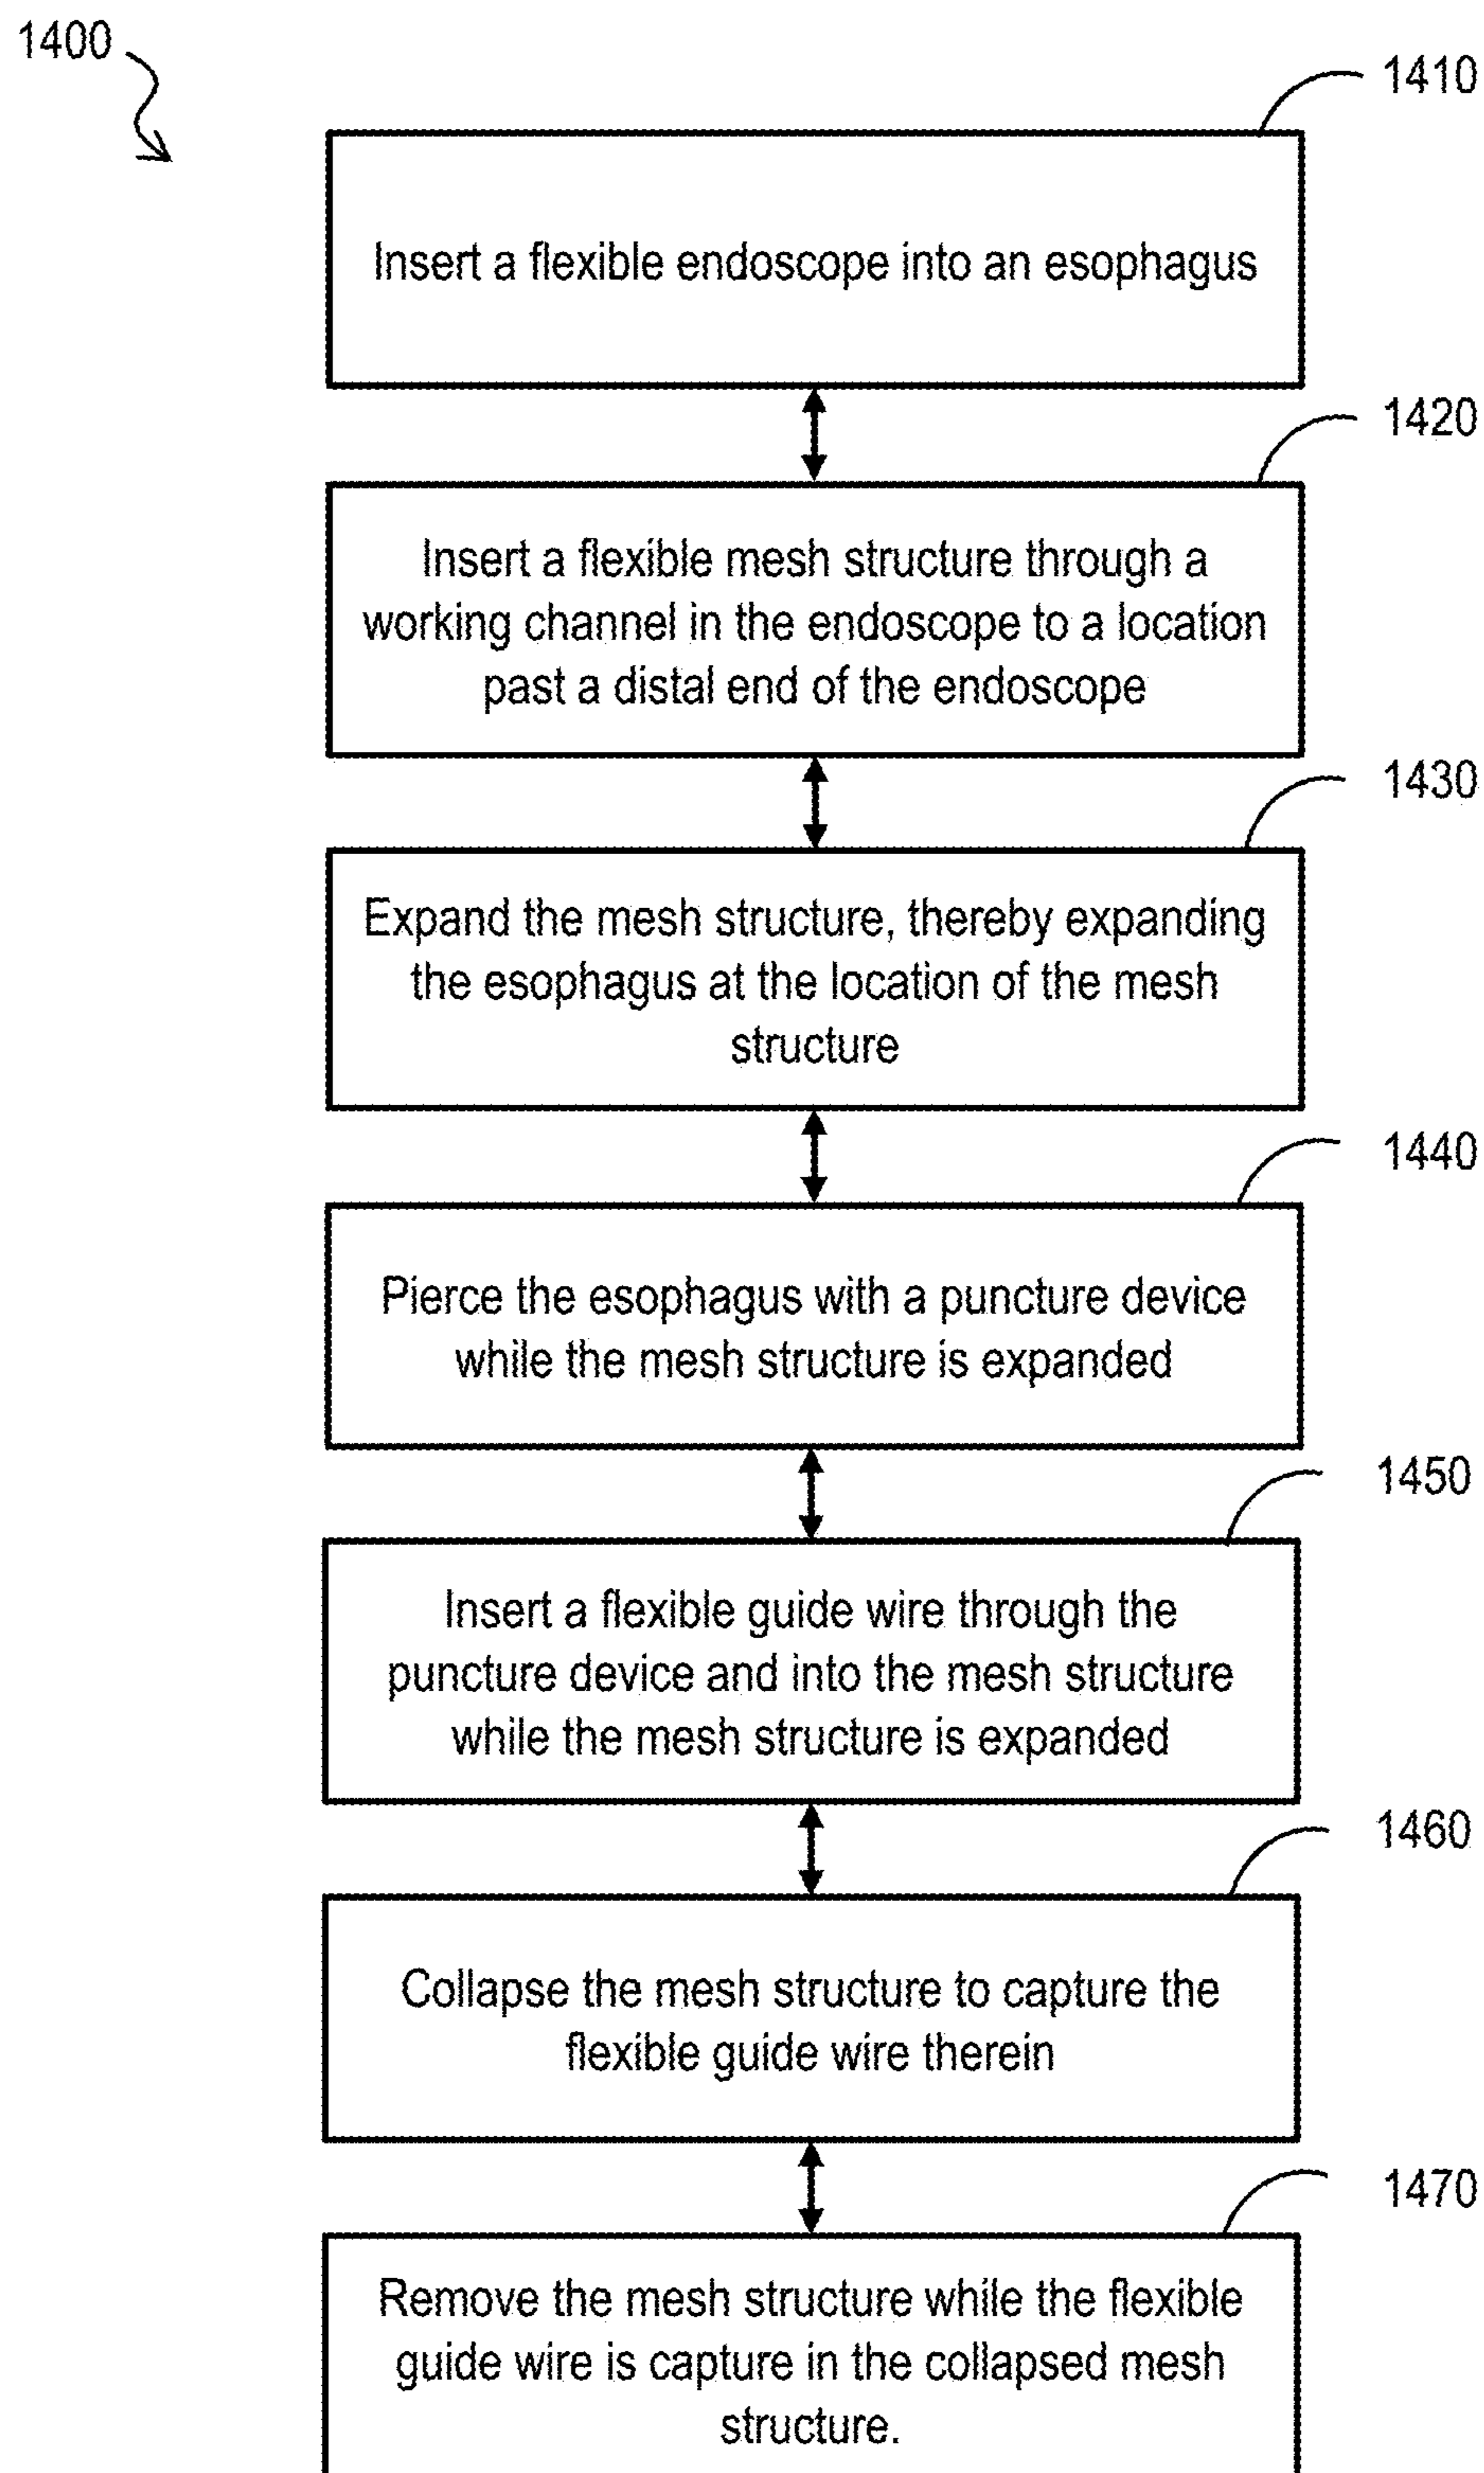 1400
1410
Insert a flexible endoscope into an esophagus
1420
Insert a flexible mesh structure through a
working channel in the endoscope to a location
past a distal end of the endoscope
1430
Expand the mesh structure, thereby expanding
the esophagus at the location of the mesh
structure
1440
Pierce the esophagus with a puncture device
while the mesh structure is expanded
1450
Insert a flexible guide wire through the
puncture device and into the mesh structure
while the mesh structure is expanded
1460
Collapse the mesh structure to capture the
flexible guide wire therein
1470
Remove the mesh structure while the flexible
guide wire is capture in the collapsed mesh
structure.